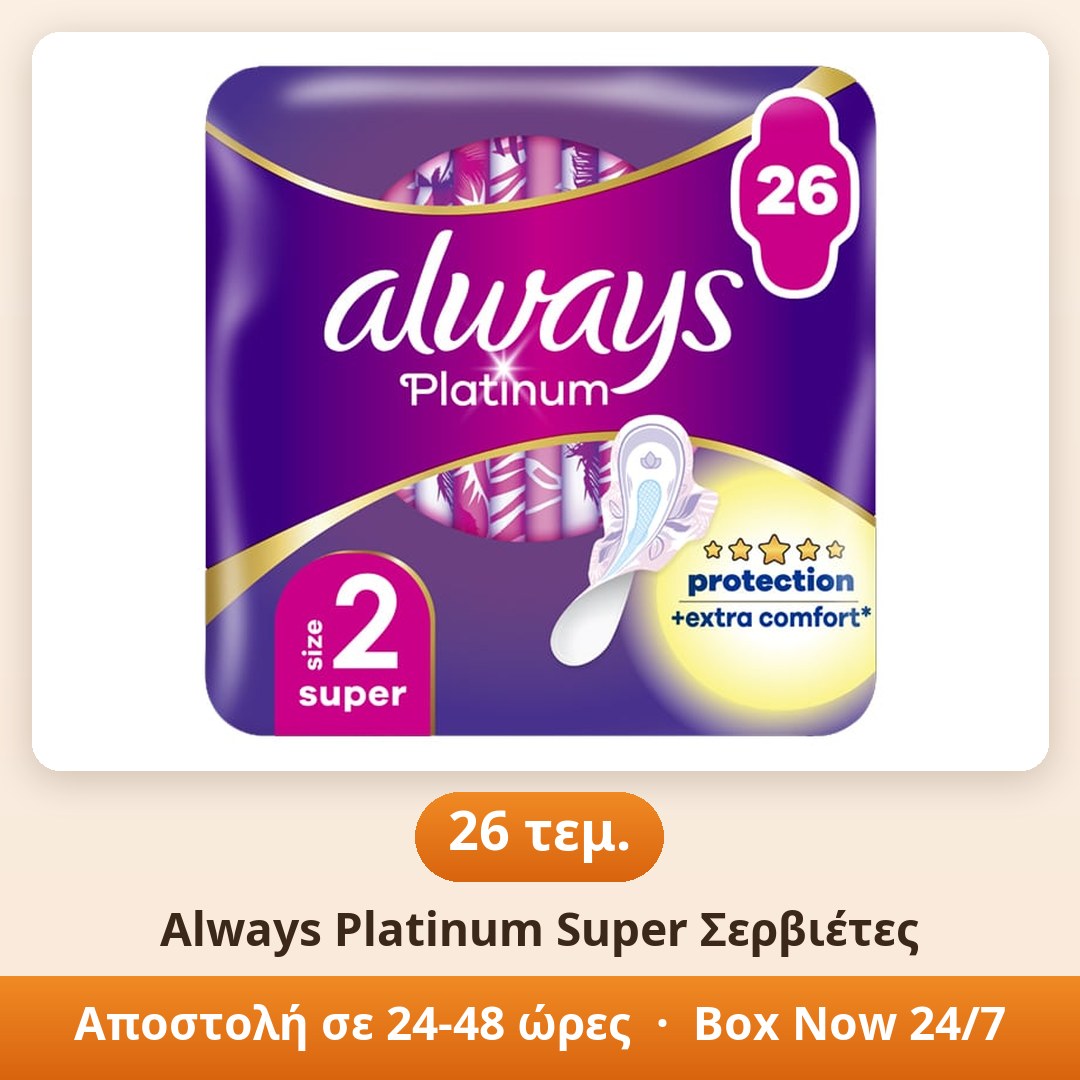 26
always
Platinum
protection
+extra comfort*
size 2
super
26 τεμ.
Always Platinum Super Σερβιέτες
Αποστολή σε 24-48 ώρες · Box Now 24/7